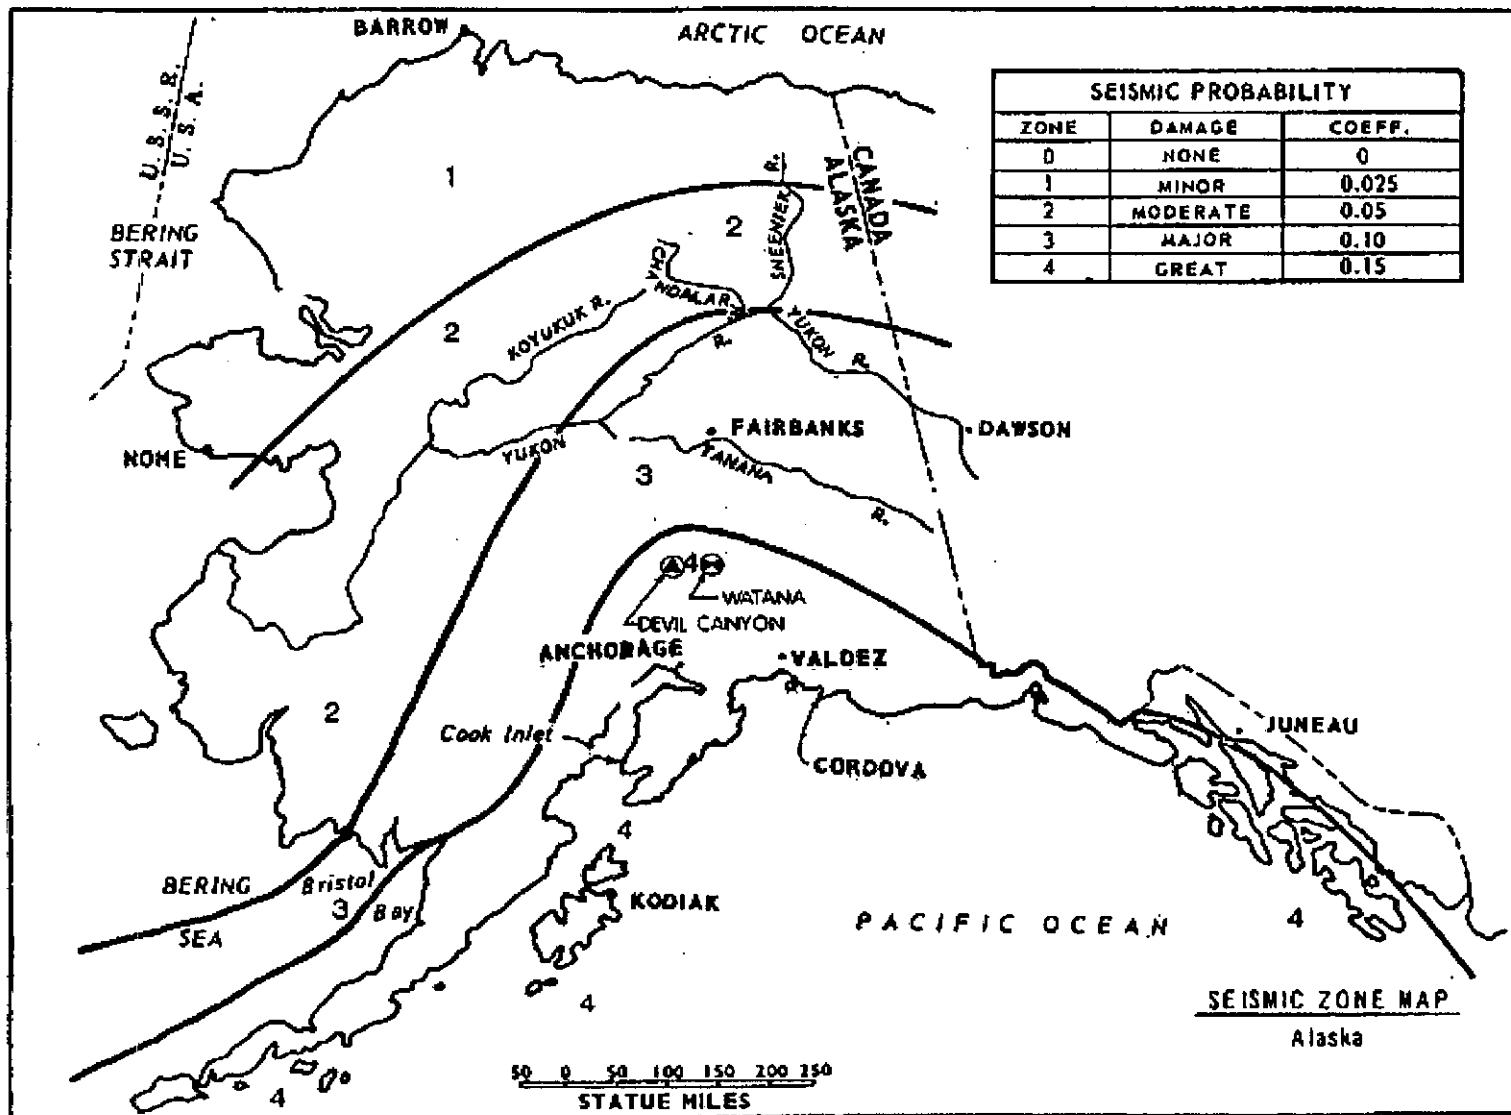 BARROW
ARCTIC OCEAN
U. S. S. R.
U. S. A.
SEISMIC PROBABILITY
ZONE DAMAGE COEFF.
0 NONE 0
1 MINOR 0.025
2 MODERATE 0.05
3 MAJOR 0.10
4 GREAT 0.15
CANADA
ALASKA
1
R.
SHEENJEK
2
BERING
STRAIT
CHA
NDALAR
R.
KOYUKUK R.
2
YUKON
R.
R.
FAIRBANKS
DAWSON
NOME
YUKON
TANANA
R.
3
4
WATANA
DEVIL CANYON
ANCHORAGE
VALDEZ
2
Cook Inlet
JUNEAU
CORDOVA
4
BERING
SEA
Bristol
Bay
3
KODIAK
PACIFIC OCEAN
4
4
SEISMIC ZONE MAP
Alaska
4
50 0 50 100 150 200 250
STATUE MILES